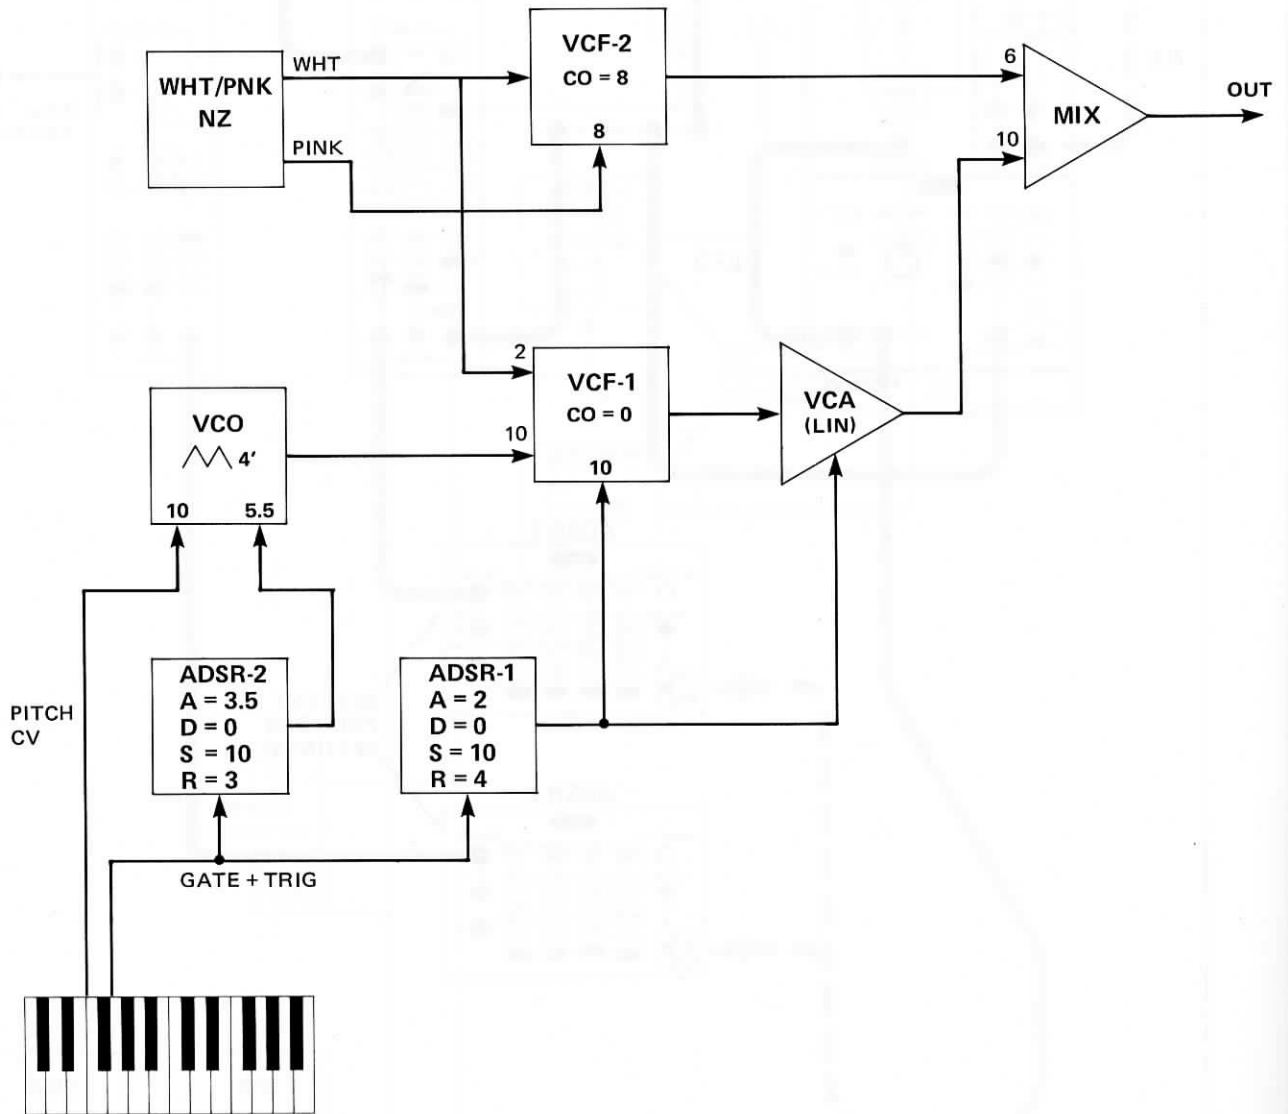 WHT/PNK
NZ
WHT
PINK
VCF-2
CO = 8
8
6
10
MIX
OUT
VCO
4'
10
5.5
2
10
VCF-1
CO = 0
10
VCA
(LIN)
ADSR-2
A = 3.5
D = 0
S = 10
R = 3
ADSR-1
A = 2
D = 0
S = 10
R = 4
PITCH
CV
GATE + TRIG